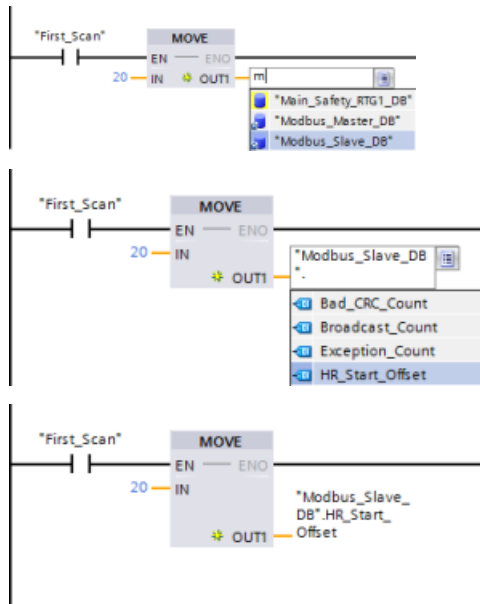 "First_Scan"
MOVE
EN
ENO
20
IN
OUT1
m
"Main_Safety_RTG1_DB"
"Modbus_Master_DB"
"Modbus_Slave_DB"
"First_Scan"
MOVE
EN
ENO
20
IN
"Modbus_Slave_DB
".
OUT1
Bad_CRC_Count
Broadcast_Count
Exception_Count
HR_Start_Offset
"First_Scan"
MOVE
EN
ENO
20
IN
"Modbus_Slave_
DB".HR_Start_
OUT1
Offset